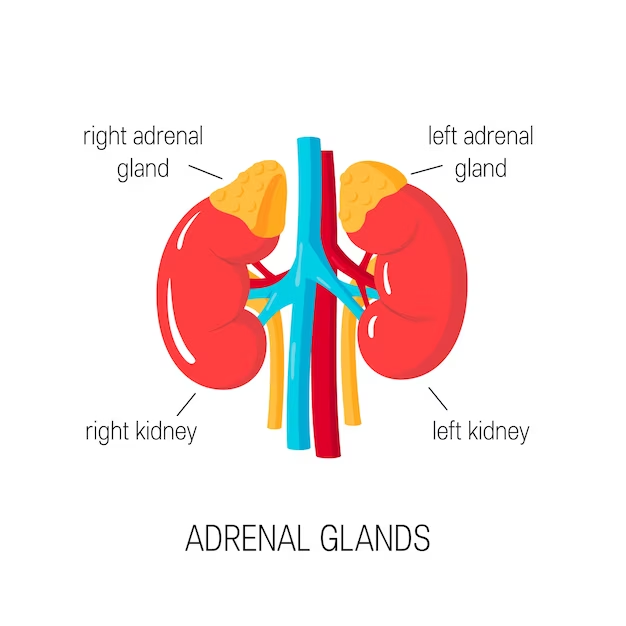 right adrenal
gland
left adrenal
gland
right kidney
left kidney
ADRENAL GLANDS